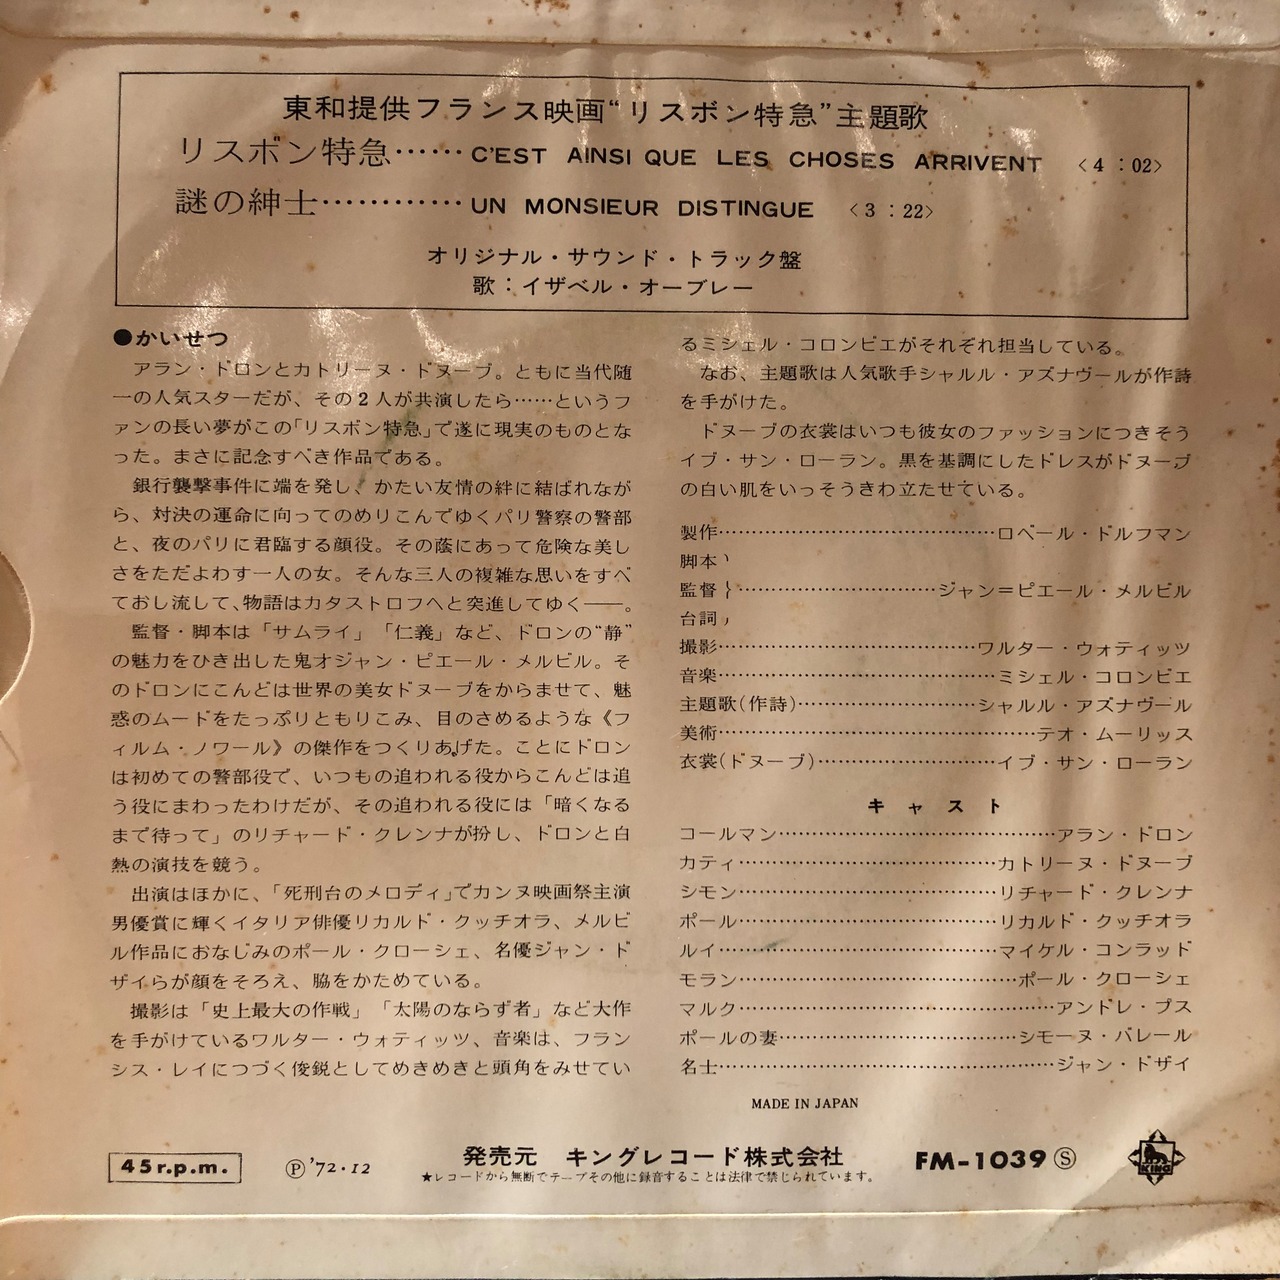 東和提供フランス映画“リスボン特急”主題歌
リスボン特急……C'EST AINSI QUE LES CHOSES ARRIVENT 〈4：02〉
謎の紳士…………UN MONSIEUR DISTINGUE 〈3：22〉
オリジナル・サウンド・トラック盤
歌：イザベル・オーブレー
●かいせつ
アラン・ドロンとカトリーヌ・ドヌーブ。ともに当代随
一の人気スターだが、その2人が共演したら……というフ
ァンの長い夢がこの「リスボン特急」で遂に現実のものとな
った。まさに記念すべき作品である。
銀行襲撃事件に端を発し、かたい友情の絆に結ばれなが
ら、対決の運命に向ってのめりこんでゆくパリ警察の警部
と、夜のパリに君臨する顔役。その蔭にあって危険な美し
さをただよわす一人の女。そんな三人の複雑な思いをすべ
ておし流して、物語はカタストロフへと突進してゆく——。
監督・脚本は「サムライ」「仁義」など、ドロンの“静”
の魅力をひき出した鬼才ジャン・ピエール・メルビル。そ
のドロンにこんどは世界の美女ドヌーブをからませて、魅
惑のムードをたっぷりともりこみ、目のさめるような《フ
ィルム・ノワール》の傑作をつくりあげた。ことにドロン
は初めての警部役で、いつもの追われる役からこんどは追
う役にまわったわけだが、その追われる役には「暗くなる
まで待って」のリチャード・クレンナが扮し、ドロンと白
熱の演技を競う。
出演はほかに、「死刑台のメロディ」でカンヌ映画祭主演
男優賞に輝くイタリア俳優リカルド・クッチオラ、メルビ
ル作品におなじみのポール・クローシェ、名優ジャン・ド
ザイらが顔をそろえ、脇をかためている。
撮影は「史上最大の作戦」「太陽のならず者」など大作
を手がけているワルター・ウォティッツ、音楽は、フラン
シス・レイにつづく俊鋭としてめきめきと頭角をみせてい
るミシェル・コロンビエがそれぞれ担当している。
なお、主題歌は人気歌手シャルル・アズナヴールが作詩
を手がけた。
ドヌーブの衣裳はいつも彼女のファッションにつきそう
イブ・サン・ローラン。黒を基調にしたドレスがドヌーブ
の白い肌をいっそうきわ立たせている。
製作……………………………………ロベール・ドルフマン
脚本
監督}…………………………ジャン＝ピエール・メルビル
台詞
撮影…………………………………ワルター・ウォティッツ
音楽……………………………………ミシェル・コロンビエ
主題歌(作詩)………………………シャルル・アズナヴール
美術…………………………………………テオ・ムーリッス
衣裳(ドヌーブ)………………………イブ・サン・ローラン
キャスト
コールマン……………………………………アラン・ドロン
カティ…………………………………カトリーヌ・ドヌーブ
シモン…………………………………リチャード・クレンナ
ポール…………………………………リカルド・クッチオラ
ルイ……………………………………マイケル・コンラッド
モラン……………………………………ポール・クローシェ
マルク…………………………………………アンドレ・プス
ポールの妻………………………………シモーヌ・バレール
名士……………………………………………ジャン・ドザイ
MADE IN JAPAN
45r.p.m. Ⓟ'72・12 発売元 キングレコード株式会社 FM-1039Ⓢ KING
★レコードから無断でテープその他に録音することは法律で禁じられています。